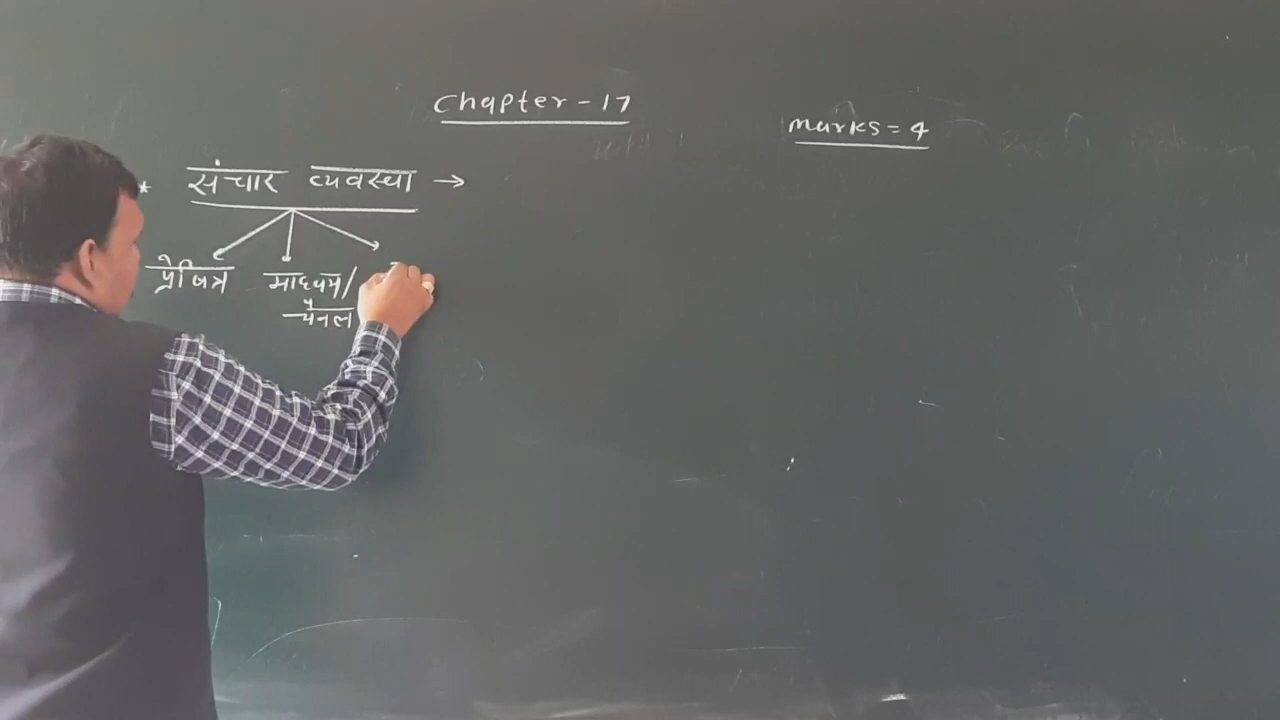 Chapter - 17
Marks = 4
* संचार व्यवस्था →
प्रेषित्र माध्यम/
चैनल